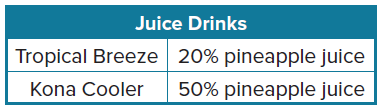 Juice Drinks
Tropical Breeze 20% pineapple juice
Kona Cooler 50% pineapple juice